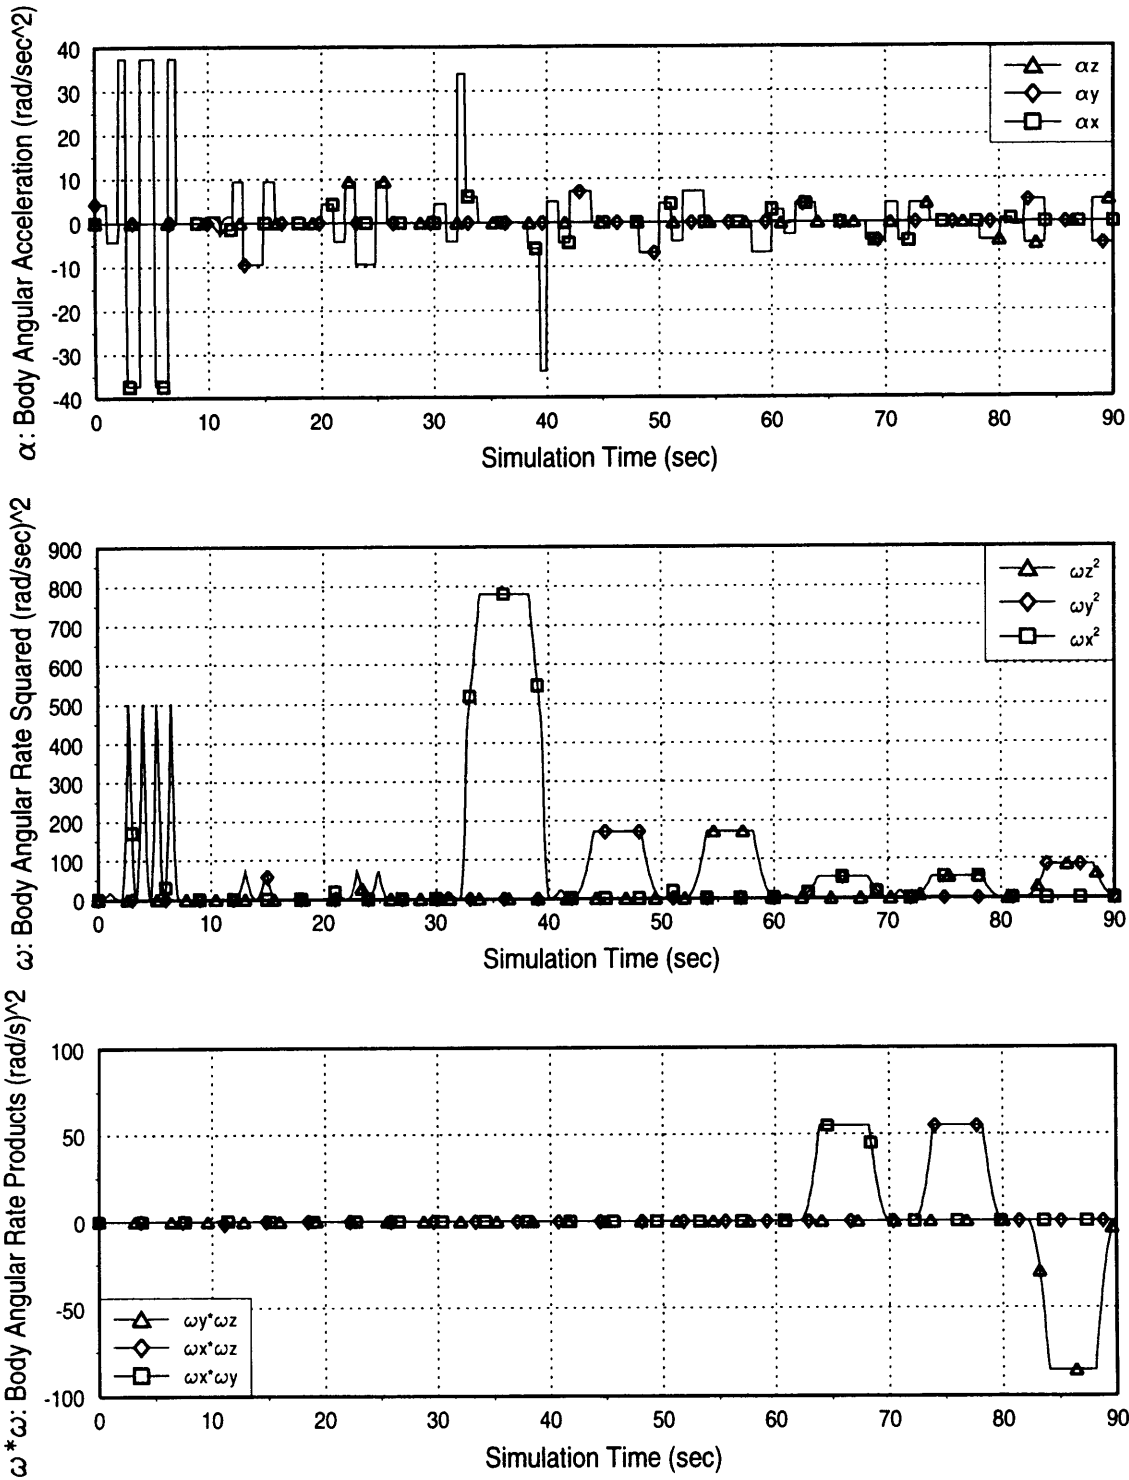 α: Body Angular Acceleration (rad/sec^2)
40
30
20
10
0
-10
-20
-30
-40
αz
αy
αx
0 10 20 30 40 50 60 70 80 90
Simulation Time (sec)
ω: Body Angular Rate Squared (rad/sec)^2
900
800
700
600
500
400
300
200
100
0
ωz²
ωy²
ωx²
0 10 20 30 40 50 60 70 80 90
Simulation Time (sec)
ω*ω: Body Angular Rate Products (rad/s)^2
100
50
0
-50
-100
ωy*ωz
ωx*ωz
ωx*ωy
0 10 20 30 40 50 60 70 80 90
Simulation Time (sec)